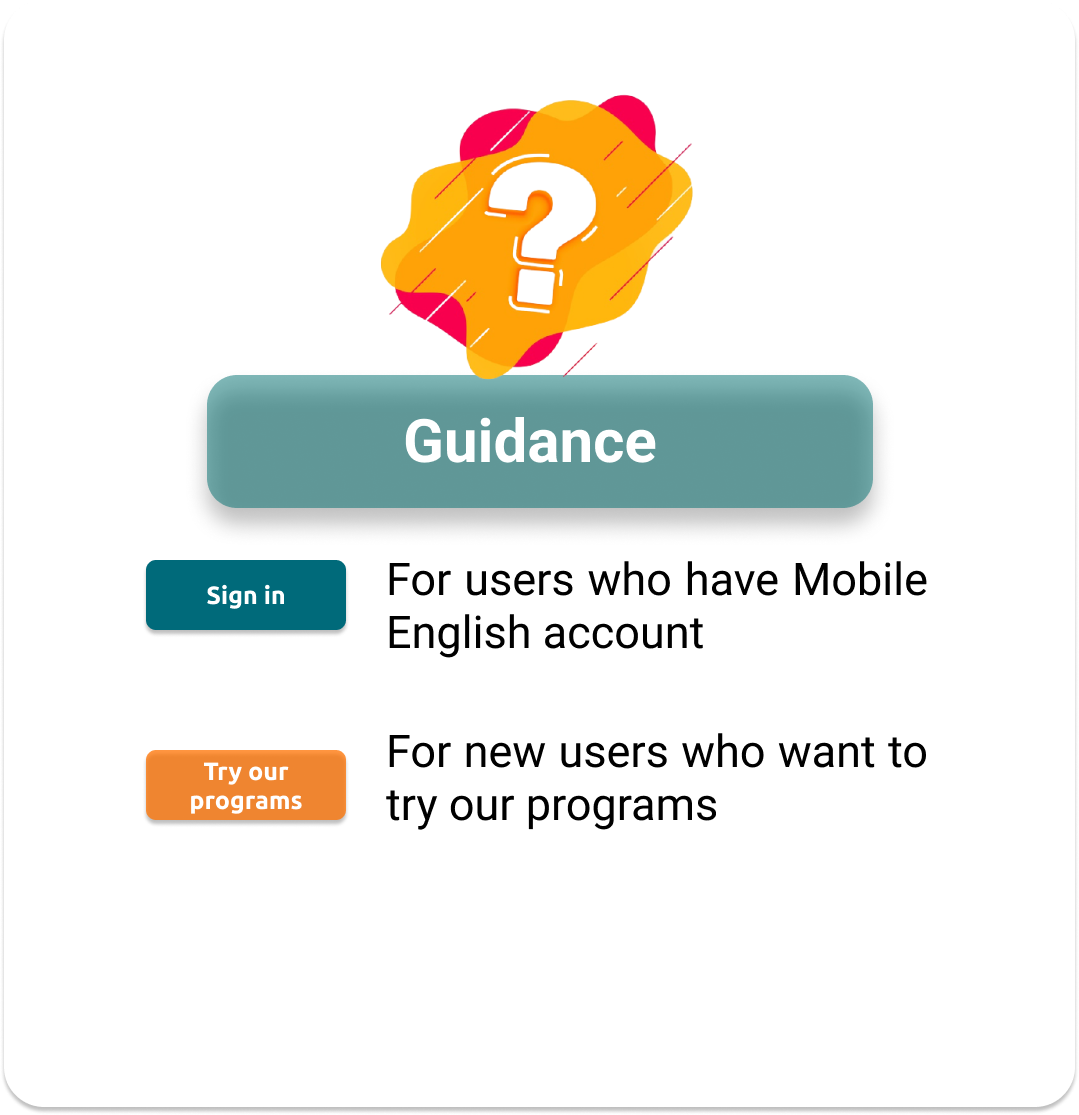 ?
Guidance
Sign in
For users who have Mobile
English account
Try our
programs
For new users who want to
try our programs